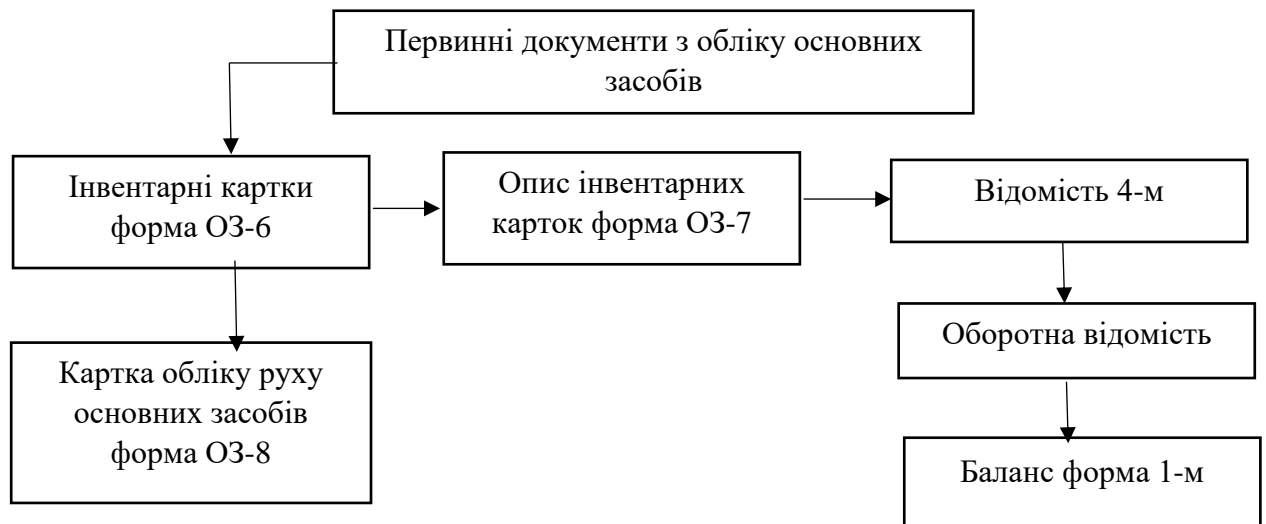 Первинні документи з обліку основних
засобів
Інвентарні картки
форма ОЗ-6
Опис інвентарних
карток форма ОЗ-7
Відомість 4-м
Оборотна відомість
Картка обліку руху
основних засобів
форма ОЗ-8
Баланс форма 1-м